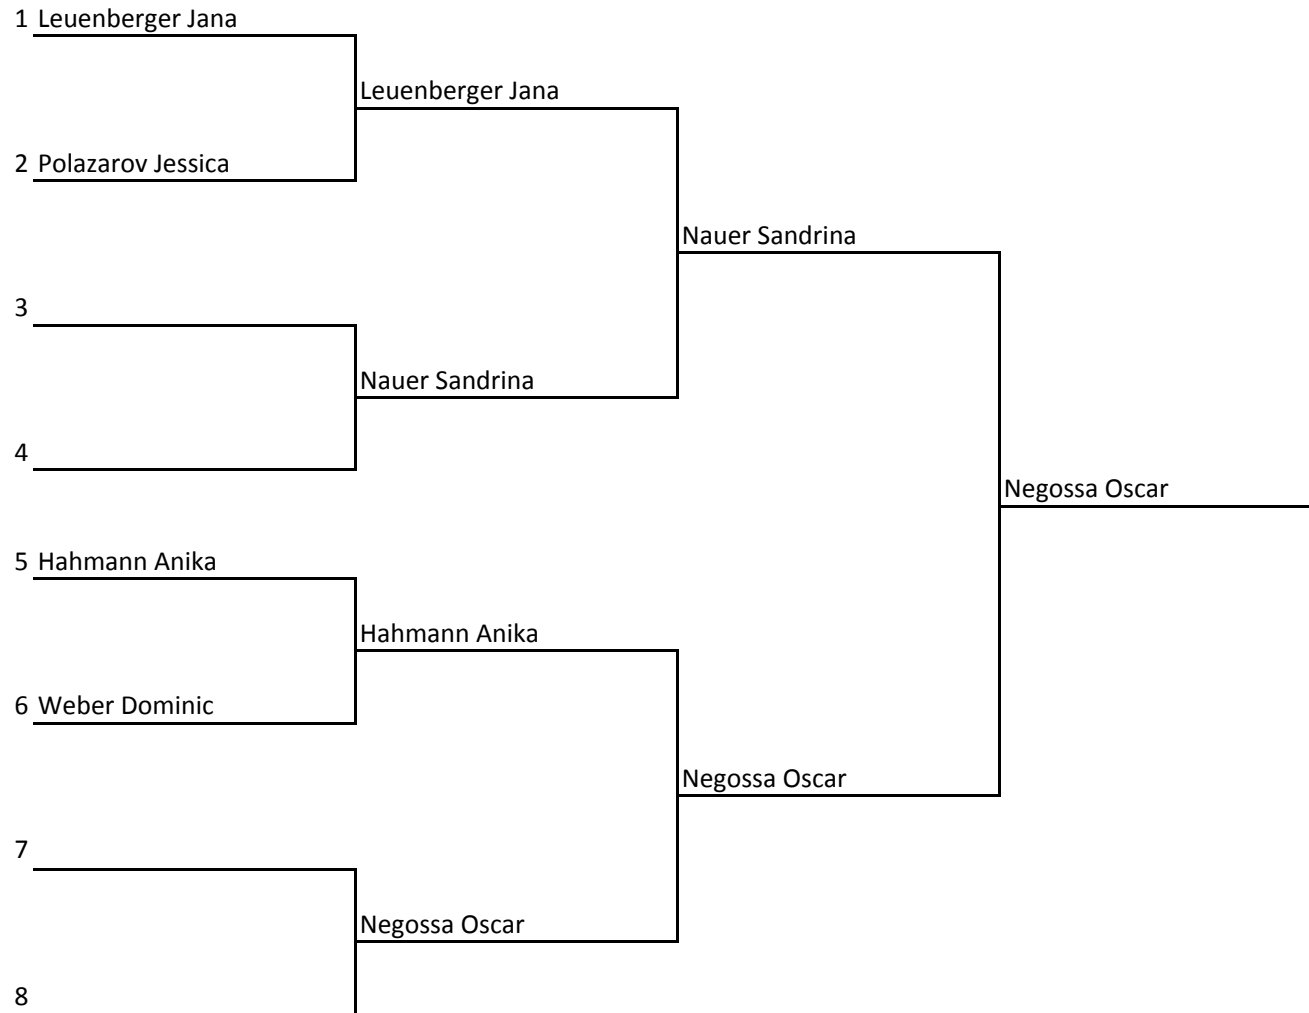 1 Leuenberger Jana
Leuenberger Jana
2 Polazarov Jessica
Nauer Sandrina
3
Nauer Sandrina
4
Negossa Oscar
5 Hahmann Anika
Hahmann Anika
6 Weber Dominic
Negossa Oscar
7
Negossa Oscar
8